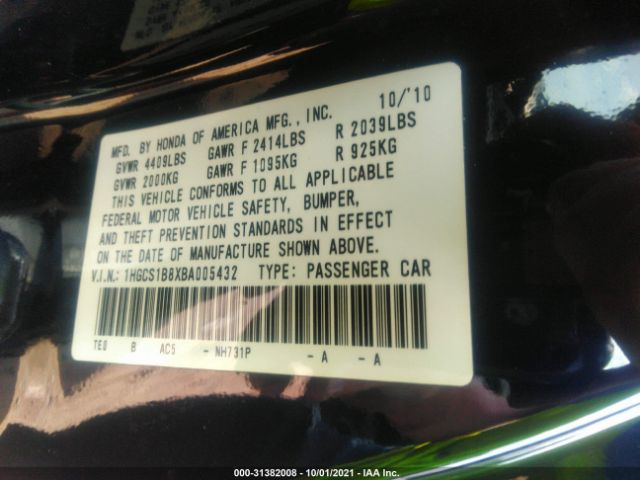 MFD. BY HONDA OF AMERICA MFG., INC. 10/'10
GVWR 4409LBS GAWR F 2414LBS R 2039LBS
GVWR 2000KG GAWR F 1095KG R 925KG
THIS VEHICLE CONFORMS TO ALL APPLICABLE
FEDERAL MOTOR VEHICLE SAFETY, BUMPER,
AND THEFT PREVENTION STANDARDS IN EFFECT
ON THE DATE OF MANUFACTURE SHOWN ABOVE.
V.I.N.: 1HGCS1B8XBA005432 TYPE: PASSENGER CAR
TE0 B AC5 - NH731P - A - A
000-31382008 - 10/01/2021 - IAA Inc.